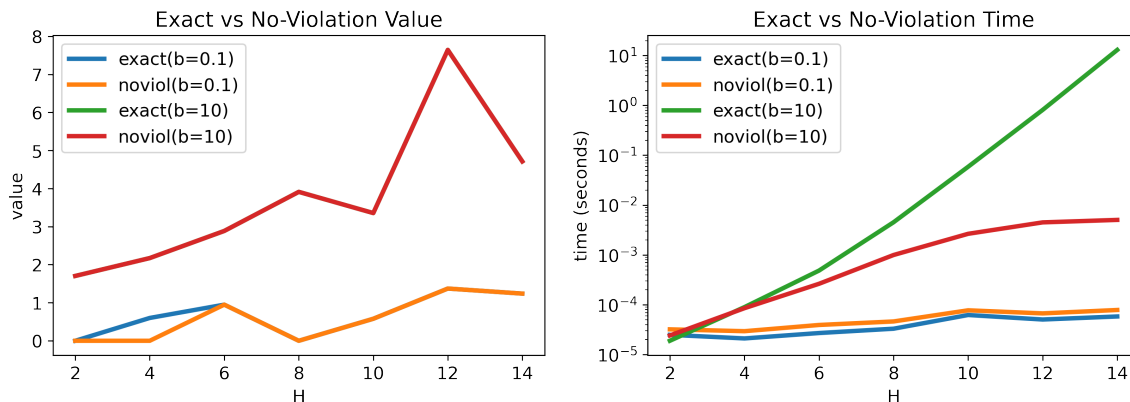 Exact vs No-Violation Value
exact(b=0.1)
noviol(b=0.1)
exact(b=10)
noviol(b=10)
value
8
7
6
5
4
3
2
1
0
2 4 6 8 10 12 14
H
Exact vs No-Violation Time
exact(b=0.1)
noviol(b=0.1)
exact(b=10)
noviol(b=10)
time (seconds)
10¹
10⁰
10⁻¹
10⁻²
10⁻³
10⁻⁴
10⁻⁵
2 4 6 8 10 12 14
H